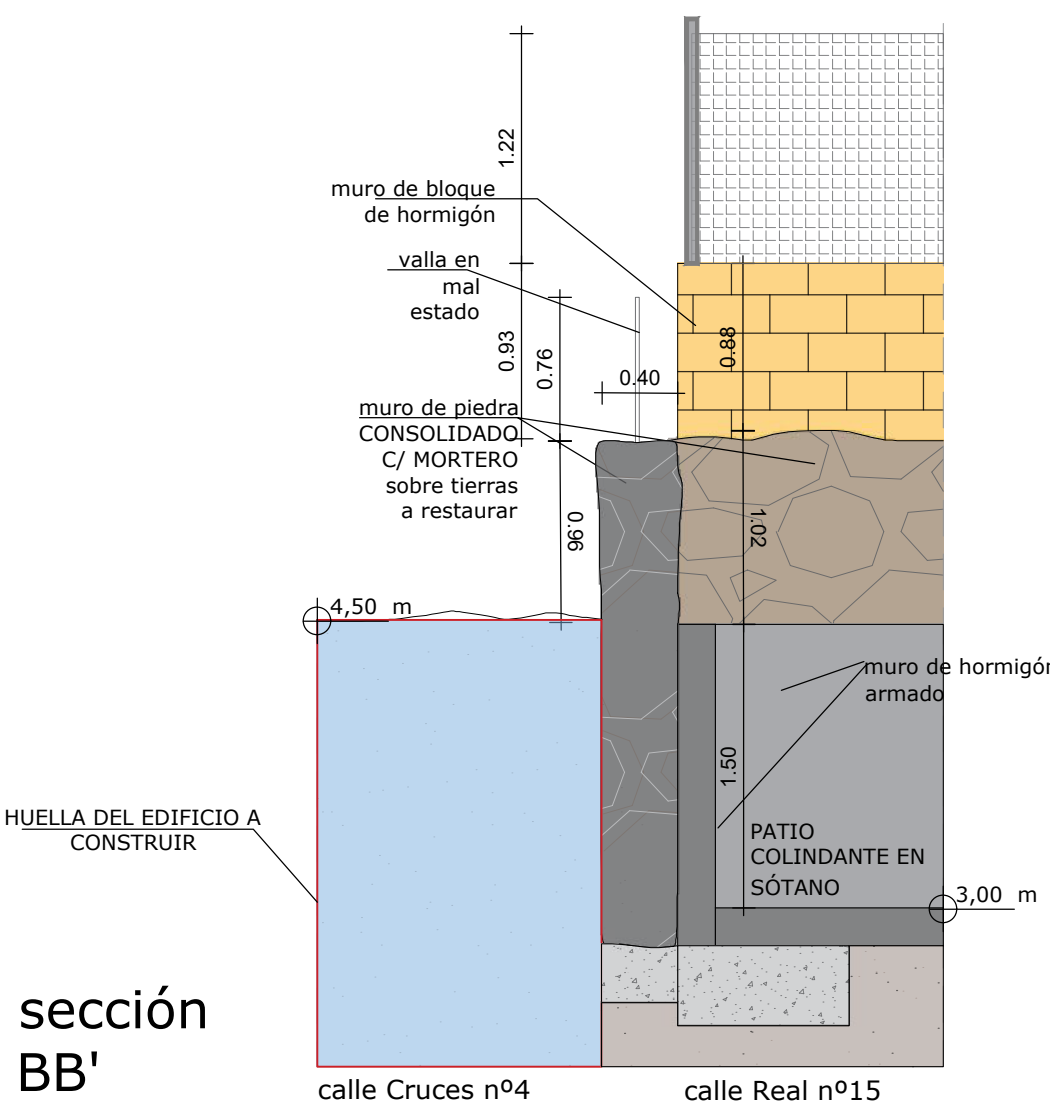 1.22
muro de bloque
de hormigón
valla en
mal
estado
0.93
0.76
0.40
0.88
muro de piedra
CONSOLIDADO
C/ MORTERO
sobre tierras
a restaurar
0.96
1.02
4,50 m
muro de hormigón
armado
1.50
HUELLA DEL EDIFICIO A
CONSTRUIR
PATIO
COLINDANTE EN
SÓTANO
3,00 m
sección
BB'
calle Cruces nº4
calle Real nº15